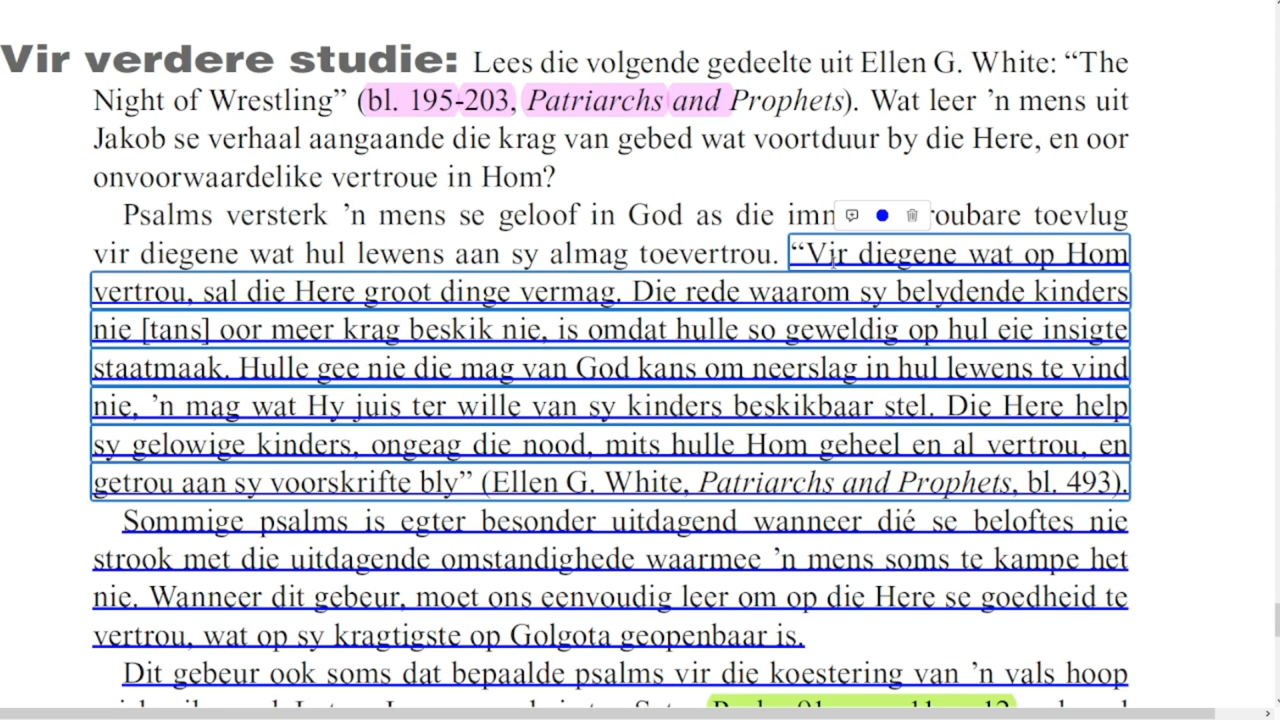 Vir verdere studie: Lees die volgende gedeelte uit Ellen G. White: “The
Night of Wrestling” (bl. 195-203, Patriarchs and Prophets). Wat leer ’n mens uit
Jakob se verhaal aangaande die krag van gebed wat voortduur by die Here, en oor
onvoorwaardelike vertroue in Hom?
Psalms versterk ’n mens se geloof in God as die toevlug
vir diegene wat hul lewens aan sy almag toevertrou. “Vir diegene wat op Hom
vertrou, sal die Here groot dinge vermag. Die rede waarom sy belydende kinders
nie [tans] oor meer krag beskik nie, is omdat hulle so geweldig op hul eie insigte
staatmaak. Hulle gee nie die mag van God kans om neerslag in hul lewens te vind
nie, ’n mag wat Hy juis ter wille van sy kinders beskikbaar stel. Die Here help
sy gelowige kinders, ongeag die nood, mits hulle Hom geheel en al vertrou, en
getrou aan sy voorskrifte bly” (Ellen G. White, Patriarchs and Prophets, bl. 493).
Sommige psalms is egter besonder uitdagend wanneer dié se beloftes nie
strook met die uitdagende omstandighede waarmee ’n mens soms te kampe het
nie. Wanneer dit gebeur, moet ons eenvoudig leer om op die Here se goedheid te
vertrou, wat op sy kragtigste op Golgota geopenbaar is.
Dit gebeur ook soms dat bepaalde psalms vir die koestering van ’n vals hoop